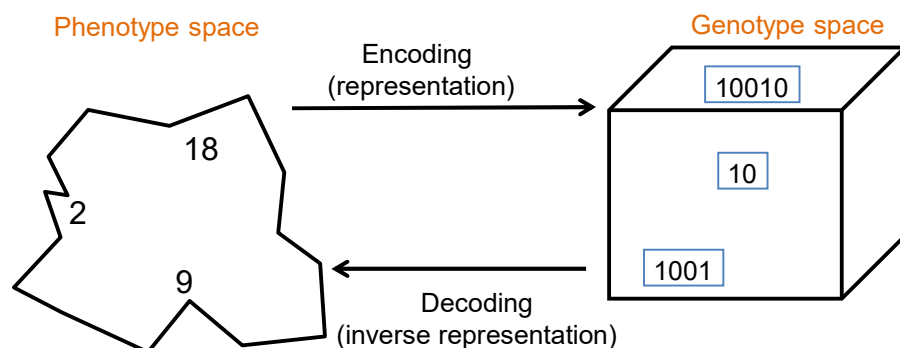 Phenotype space
Genotype space
Encoding
(representation)
10010
18
10
2
1001
9
Decoding
(inverse representation)